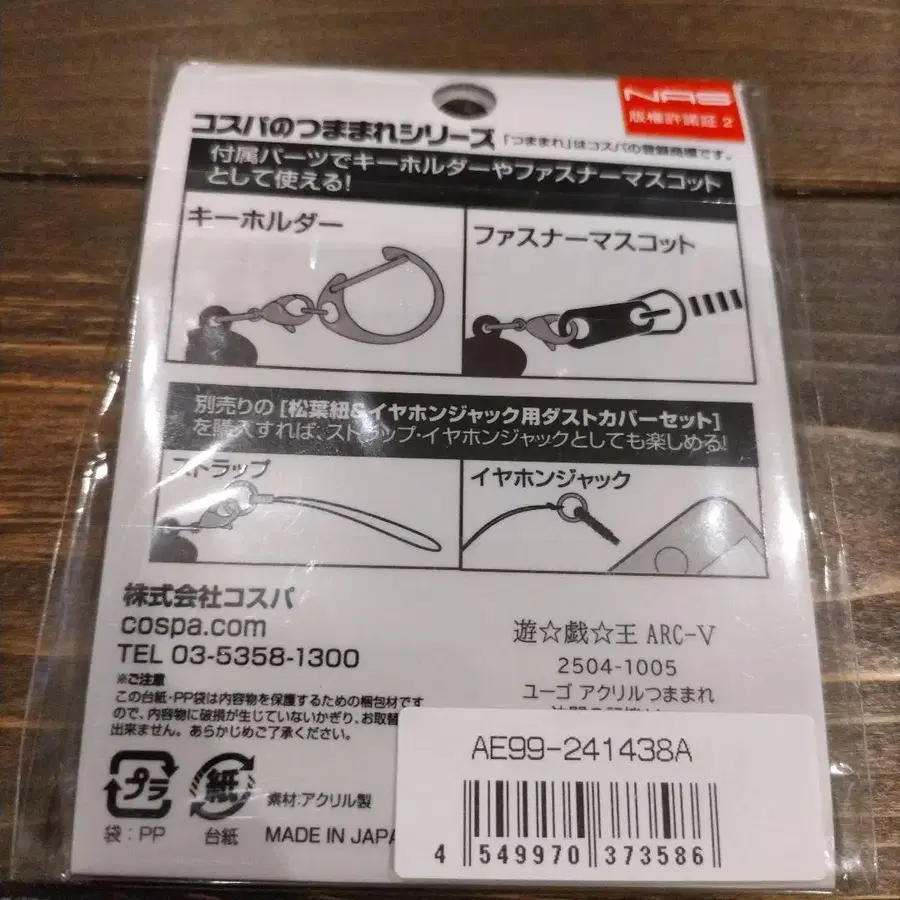 NAS
版権許諾証 2
コスパのつままれシリーズ 「つままれ」はコスパの登録商標です。
付属パーツでキーホルダーやファスナーマスコット
として使える!
キーホルダー
ファスナーマスコット
別売りの [松葉紐&イヤホンジャック用ダストカバーセット]
を購入すれば、ストラップ・イヤホンジャックとしても楽しめる!
ストラップ
イヤホンジャック
株式会社コスパ
cospa.com
TEL 03-5358-1300
※ご注意
この台紙・PP袋は内容物を保護するための梱包材です
ので、内容物に破損が生じていないかぎり、お取替
出来ません。あらかじめご了承ください。
遊☆戯☆王 ARC-V
2504-1005
ユーゴ アクリルつままれ
プラ
紙
素材:アクリル製
袋:PP
台紙
MADE IN JAPA
AE99-241438A
4 549970 373586